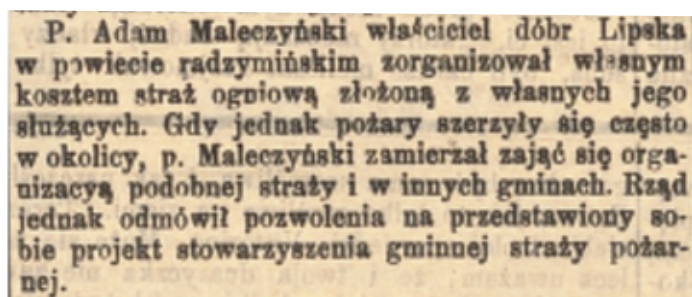 P. Adam Maleczyński właściciel dóbr Lipska
w powiecie radzymińskim zorganizował własnym
kosztem straż ogniową złożoną z własnych jego
służących. Gdy jednak pożary szerzyły się często
w okolicy, p. Maleczyński zamierzał zająć się orga-
nizacyą podobnej straży i w innych gminach. Rząd
jednak odmówił pozwolenia na przedstawiony so-
bie projekt stowarzyszenia gminnej straży pożar-
nej.